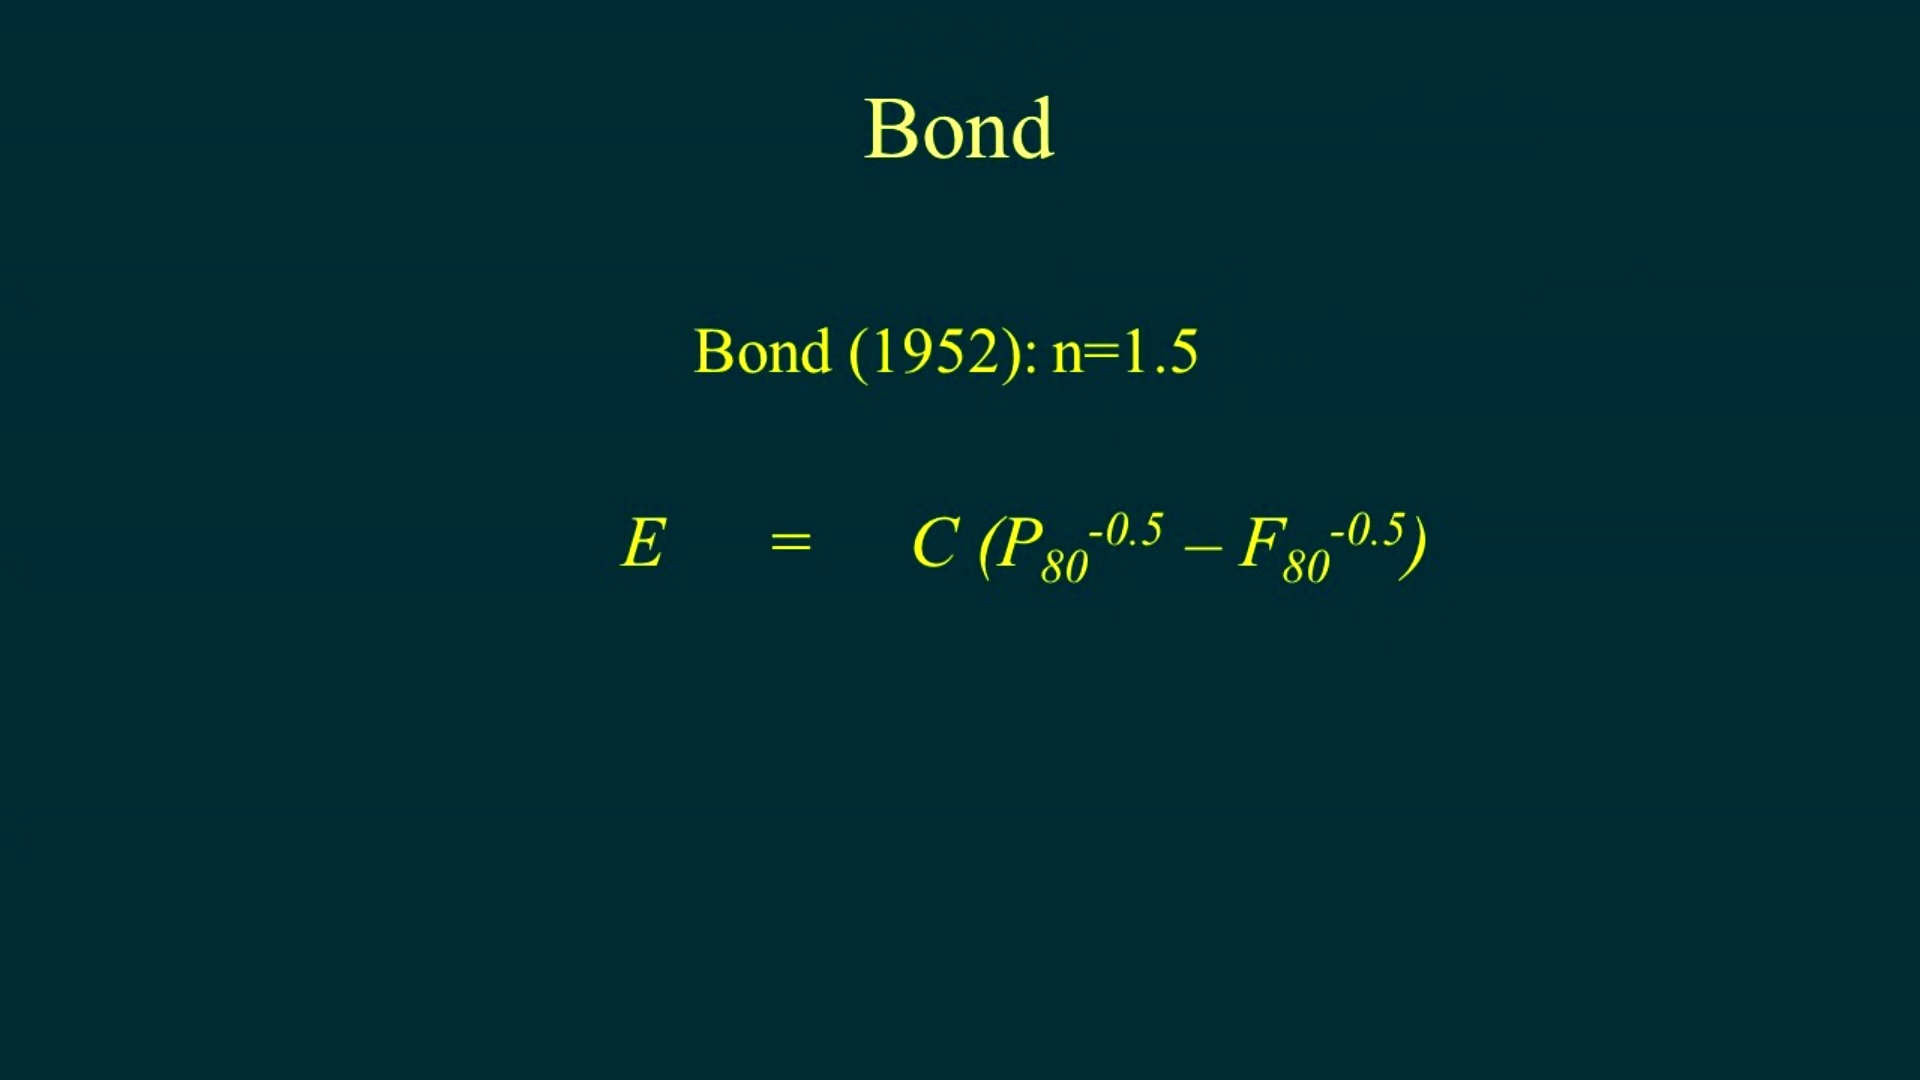 Bond
Bond (1952): n=1.5
E = C (P₈₀⁻⁰·⁵ – F₈₀⁻⁰·⁵)